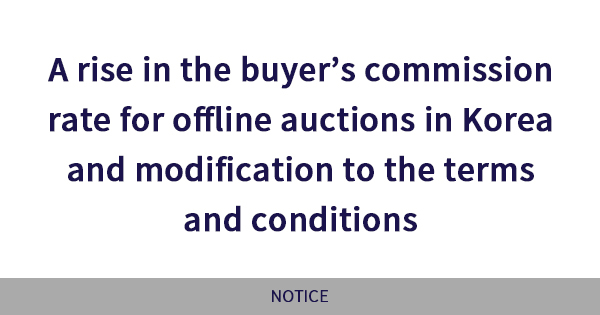 A rise in the buyer’s commission
rate for offline auctions in Korea
and modification to the terms
and conditions
NOTICE